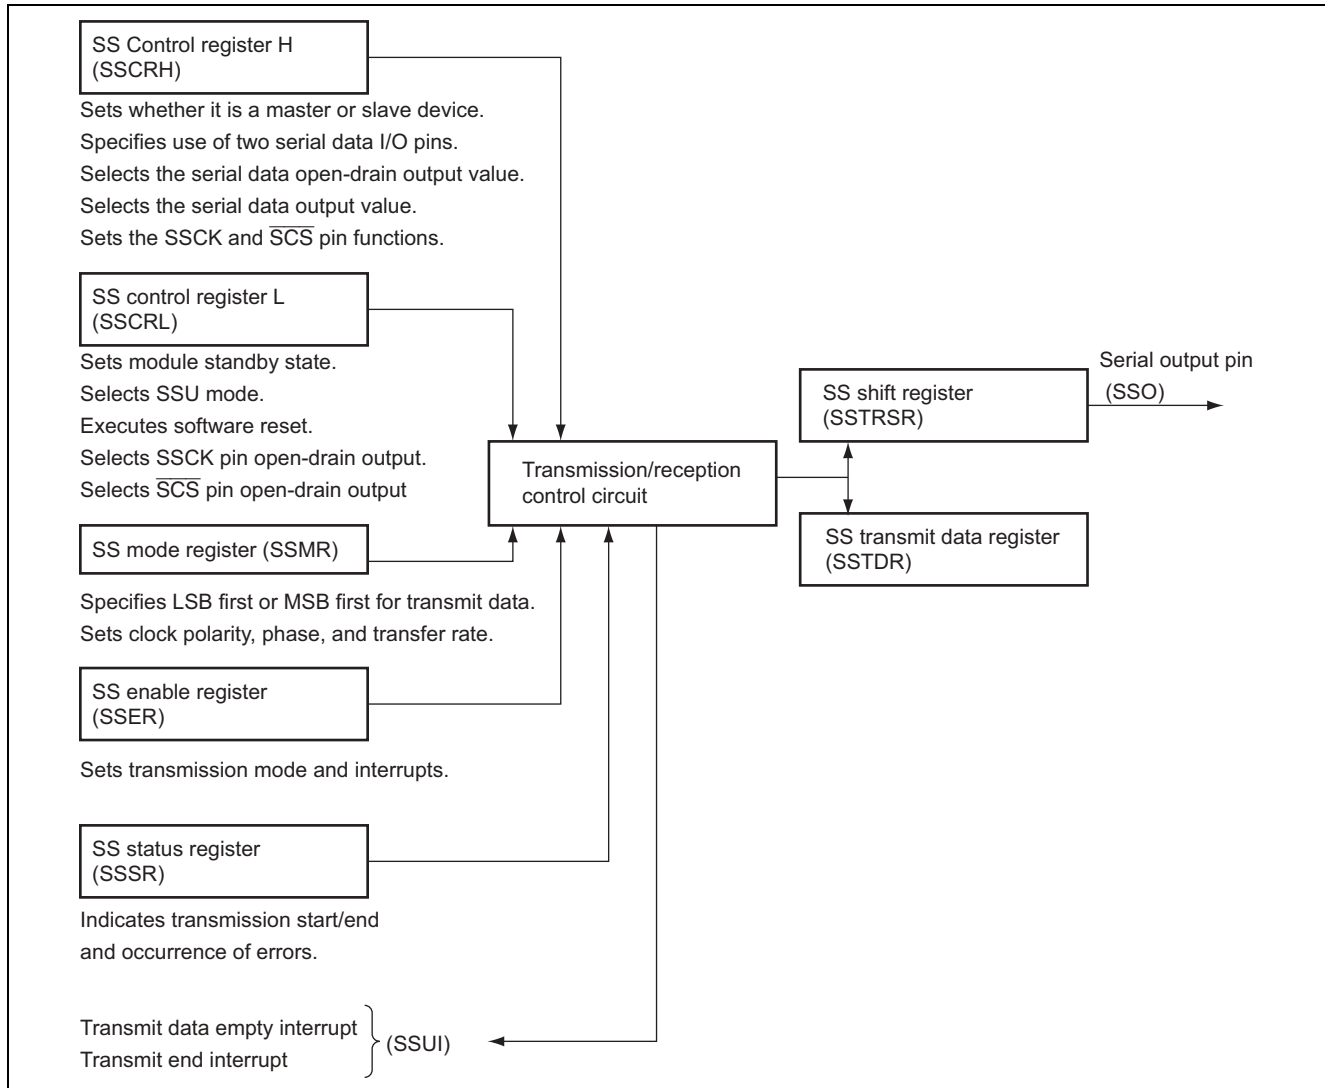 SS Control register H
(SSCRH)
Sets whether it is a master or slave device.
Specifies use of two serial data I/O pins.
Selects the serial data open-drain output value.
Selects the serial data output value.
Sets the SSCK and S̅C̅S̅ pin functions.
SS control register L
(SSCRL)
Sets module standby state.
Selects SSU mode.
Executes software reset.
Selects SSCK pin open-drain output.
Selects S̅C̅S̅ pin open-drain output
SS mode register (SSMR)
Specifies LSB first or MSB first for transmit data.
Sets clock polarity, phase, and transfer rate.
SS enable register
(SSER)
Sets transmission mode and interrupts.
SS status register
(SSSR)
Indicates transmission start/end
and occurrence of errors.
Transmit data empty interrupt
Transmit end interrupt
(SSUI)
Transmission/reception
control circuit
SS shift register
(SSTRSR)
Serial output pin
(SSO)
SS transmit data register
(SSTDR)